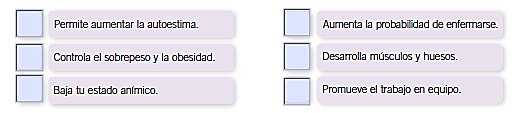 Permite aumentar la autoestima.
Controla el sobrepeso y la obesidad.
Baja tu estado anímico.
Aumenta la probabilidad de enfermarse.
Desarrolla músculos y huesos.
Promueve el trabajo en equipo.